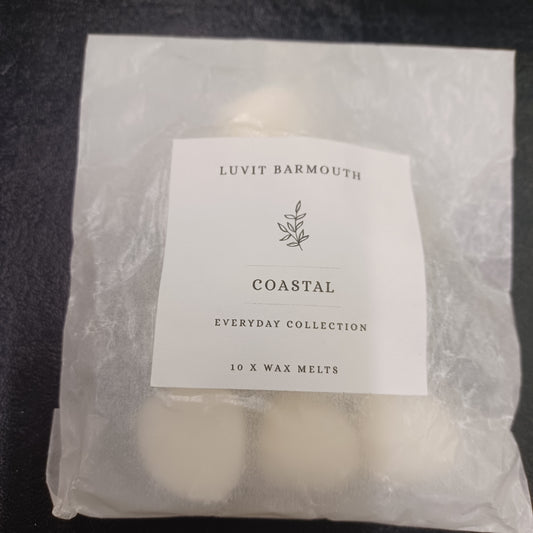 LUVIT BARMOUTH
COASTAL
EVERYDAY COLLECTION
10 X WAX MELTS